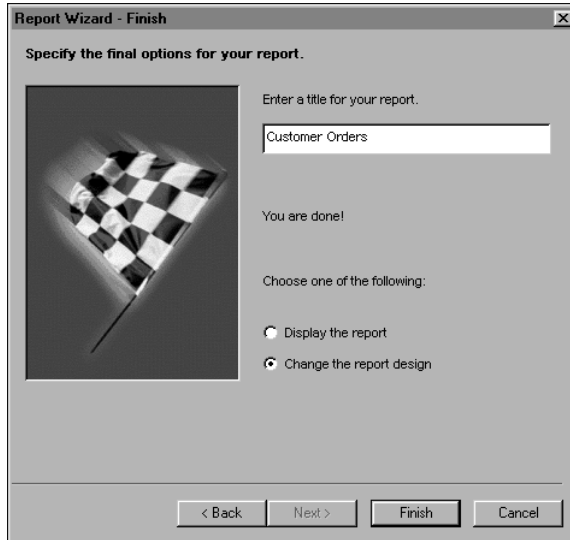 Report Wizard - Finish
Specify the final options for your report.
Enter a title for your report.
Customer Orders
You are done!
Choose one of the following:
Display the report
Change the report design
< Back
Next >
Finish
Cancel